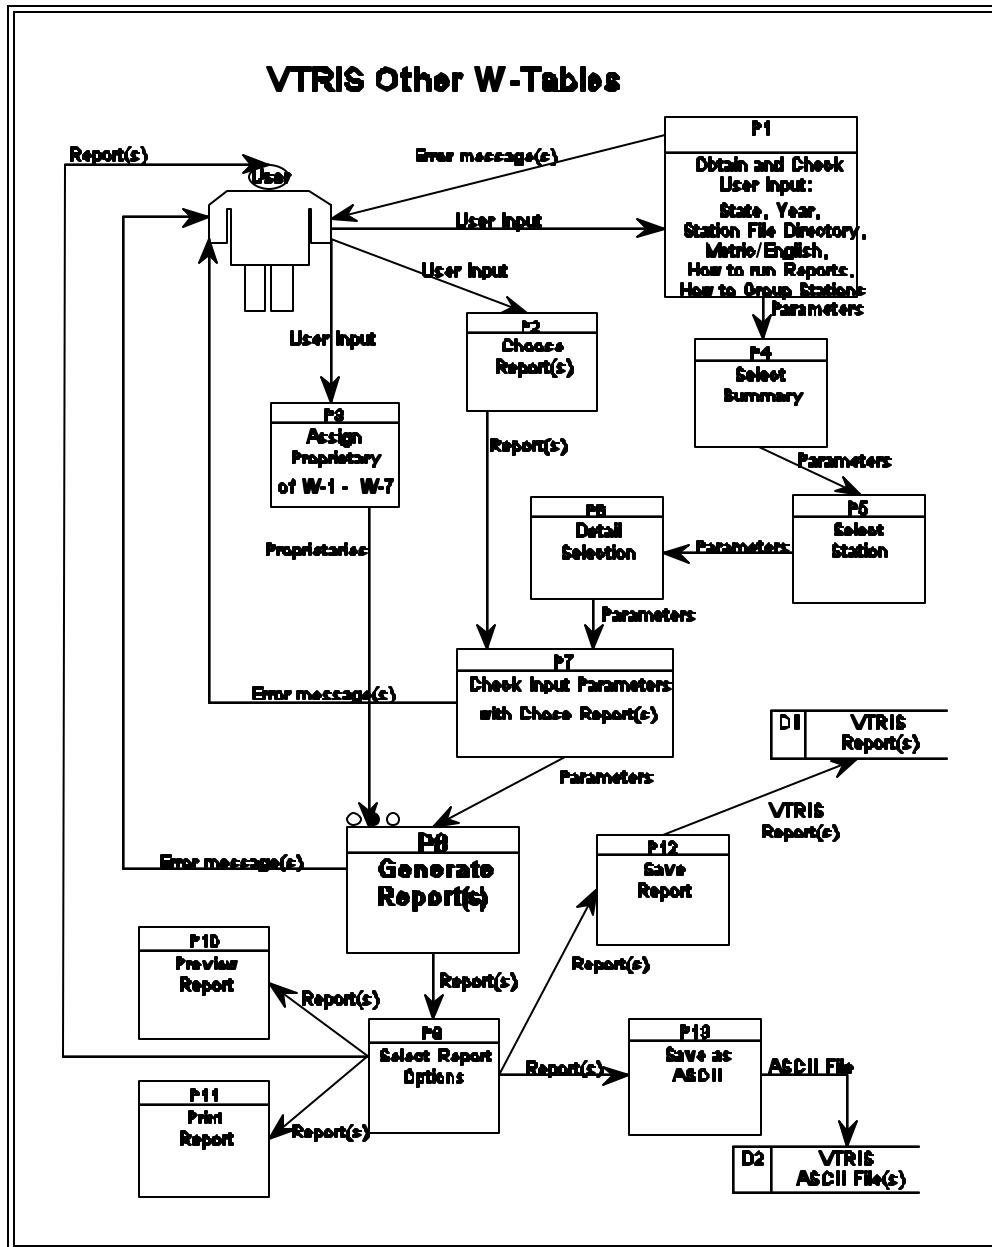 VTRIS Other W-Tables
P1
Report(s)
Error message(s)
Obtain and Check
User Input:
User
State, Year,
User Input
Station File Directory,
Metric/English,
User Input
How to run Reports,
How to Group Stations
Parameters
P2
User Input
Choose
Report(s)
P4
Select
Summary
P3
Assign
Proprietary
of W-1 - W-7
Report(s)
Parameters
P6
P5
Detail
Selection
Select
Station
Proprietaries
Parameters
Parameters
P7
Check Input Parameters
with Chose Report(s)
Error message(s)
D1
VTRIS
Report(s)
Parameters
VTRIS
Report(s)
P8
Generate
Report(s)
Error message(s)
P12
Save
Report
P10
Preview
Report
Report(s)
Report(s)
Report(s)
P9
Select Report
Options
P13
Save as
ASCII
Report(s)
ASCII File
P11
Print
Report
Report(s)
D2
VTRIS
ASCII File(s)